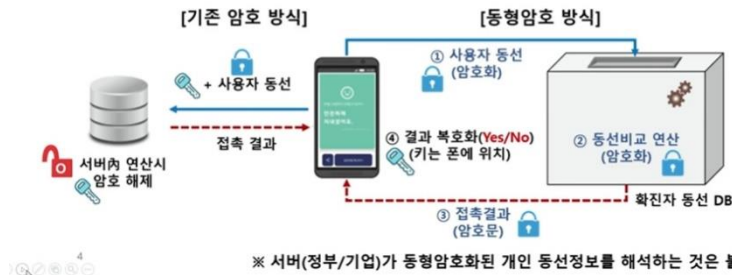 [기존 암호 방식]
[동형암호 방식]
+ 사용자 동선
접촉 결과
서버內 연산시
암호 해제
① 사용자 동선
(암호화)
② 동선비교 연산
(암호화)
④ 결과 복호화(Yes/No)
(키는 폰에 위치)
확진자 동선 DB
③ 접촉결과
(암호문)
4
※ 서버(정부/기업)가 동형암호화된 개인 동선정보를 해석하는 것은